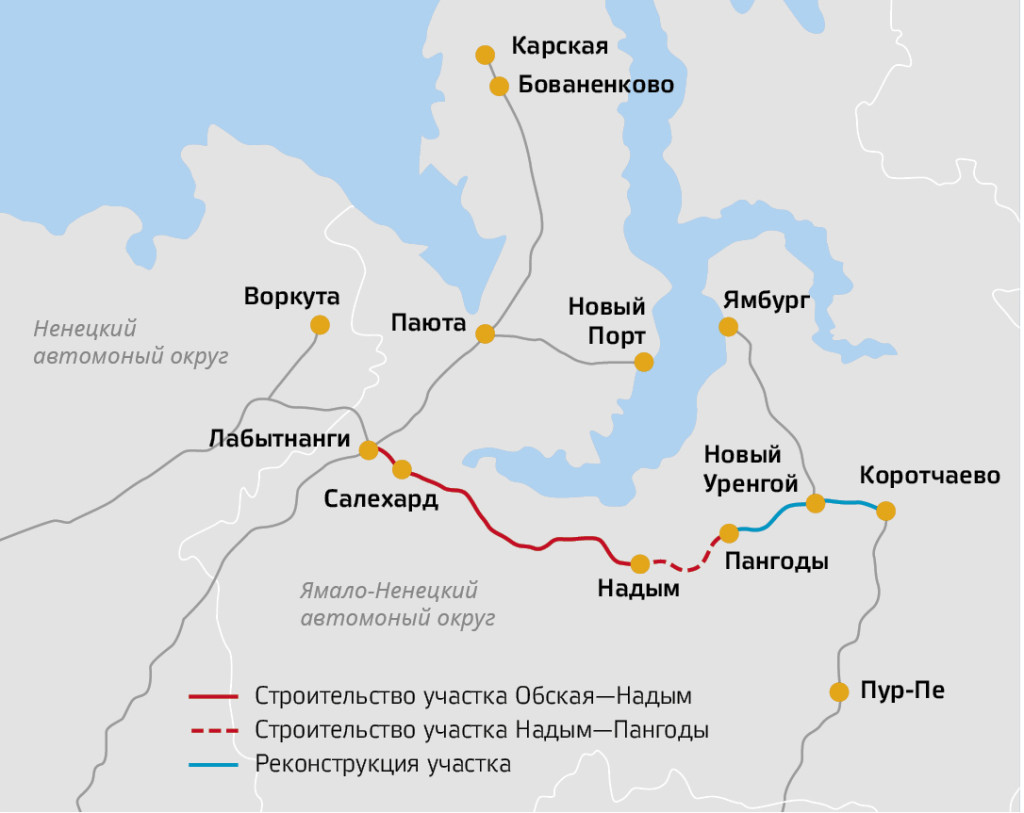 Карская
Бованенково
Воркута
Ненецкий
автомоный округ
Паюта
Новый
Порт
Ямбург
Лабытнанги
Салехард
Новый
Уренгой
Коротчаево
Пангоды
Надым
Ямало-Ненецкий
автомоный округ
Пур-Пе
Строительство участка Обская—Надым
Строительство участка Надым—Пангоды
Реконструкция участка